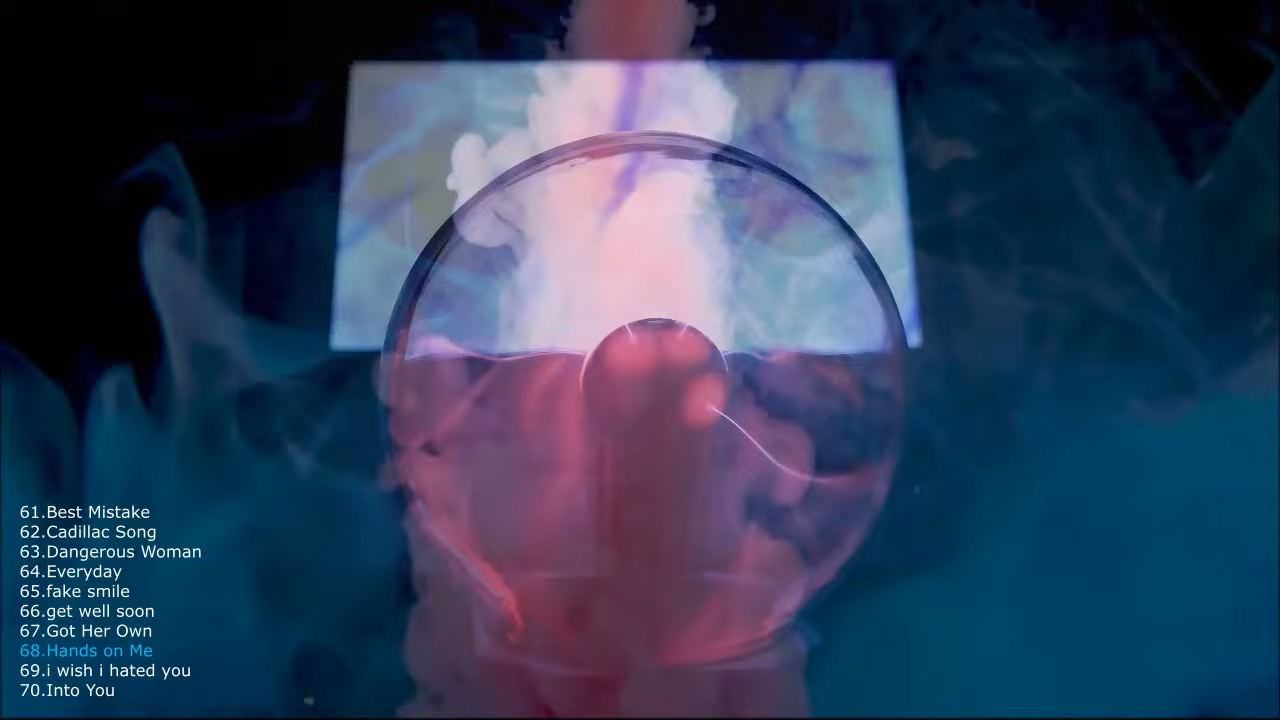 61.Best Mistake
62.Cadillac Song
63.Dangerous Woman
64.Everyday
65.fake smile
66.get well soon
67.Got Her Own
68.Hands on Me
69.i wish i hated you
70.Into You